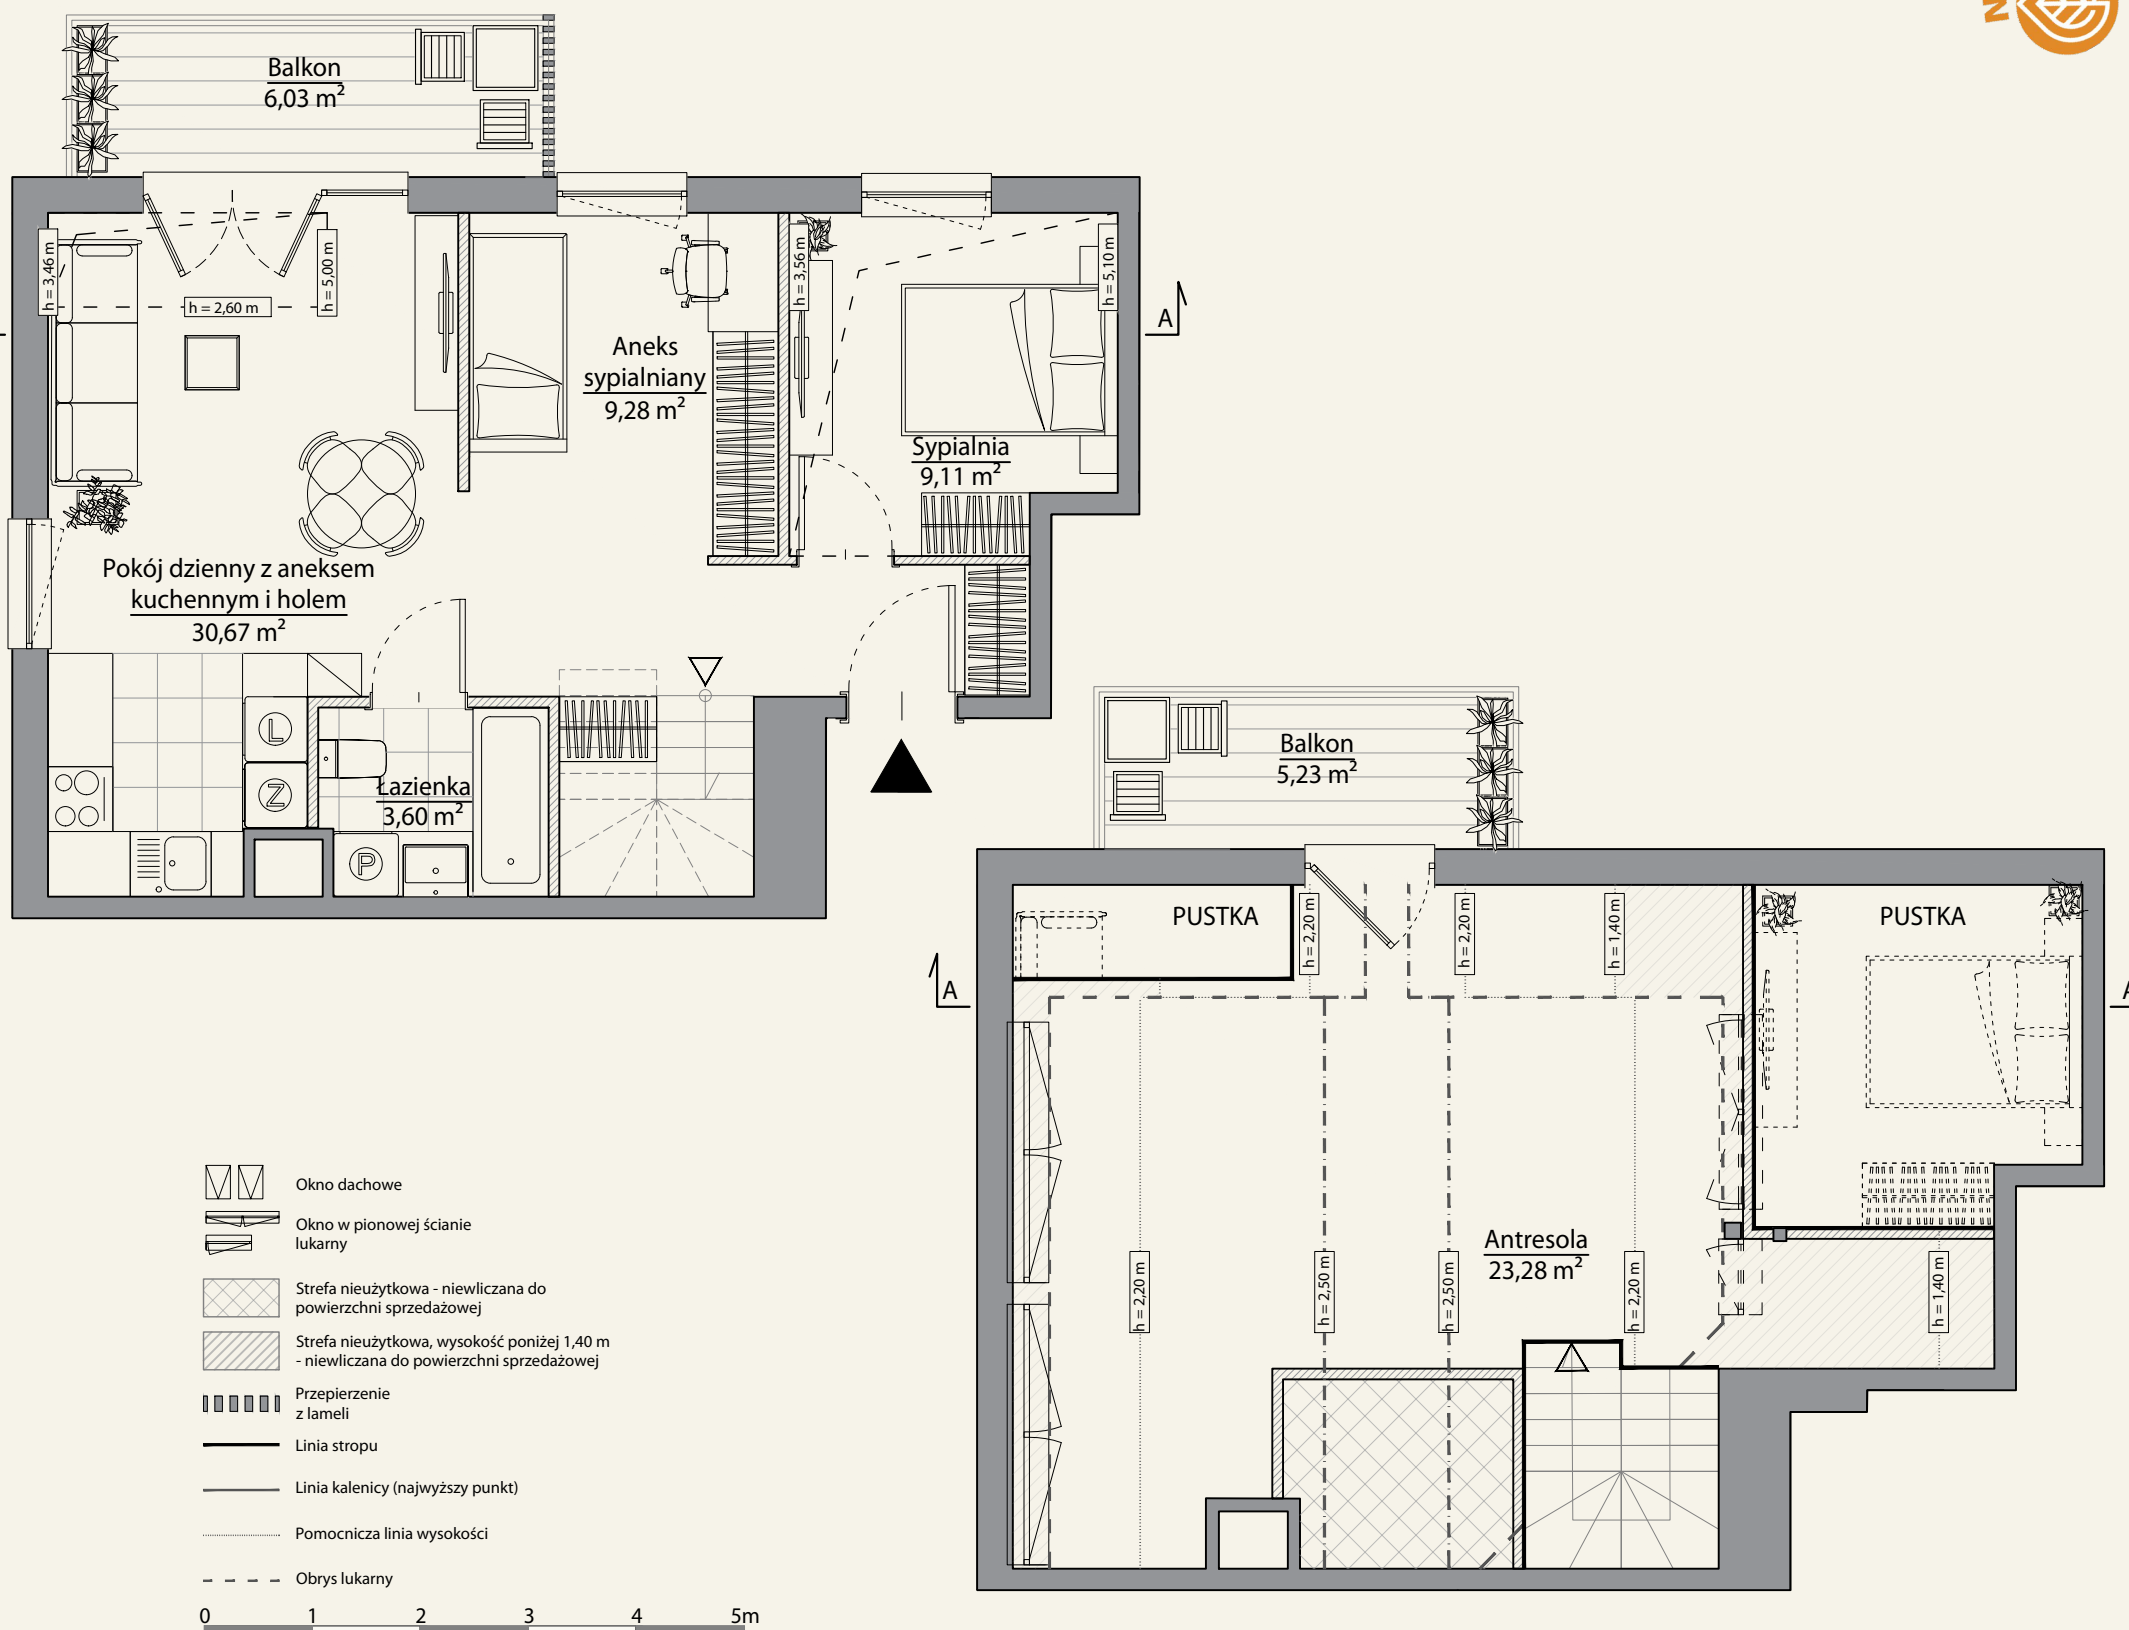 N
Balkon
6,03 m²
h = 3,46 m
h = 2,60 m
h = 5,00 m
Aneks
sypialniany
9,28 m²
h = 3,56 m
h = 5,10 m
Sypialnia
9,11 m²
A
Pokój dzienny z aneksem
kuchennym i holem
30,67 m²
L
Z
Łazienka
3,60 m²
P
Balkon
5,23 m²
PUSTKA
h = 2,20 m
h = 2,20 m
h = 1,40 m
PUSTKA
A
A
Antresola
23,28 m²
h = 2,20 m
h = 2,50 m
h = 2,50 m
h = 2,20 m
h = 1,40 m
Okno dachowe
Okno w pionowej ścianie
lukarny
Strefa nieużytkowa - niewliczana do
powierzchni sprzedażowej
Strefa nieużytkowa, wysokość poniżej 1,40 m
- niewliczana do powierzchni sprzedażowej
Przepierzenie
z lameli
Linia stropu
Linia kalenicy (najwyższy punkt)
Pomocnicza linia wysokości
Obrys lukarny
0 1 2 3 4 5m